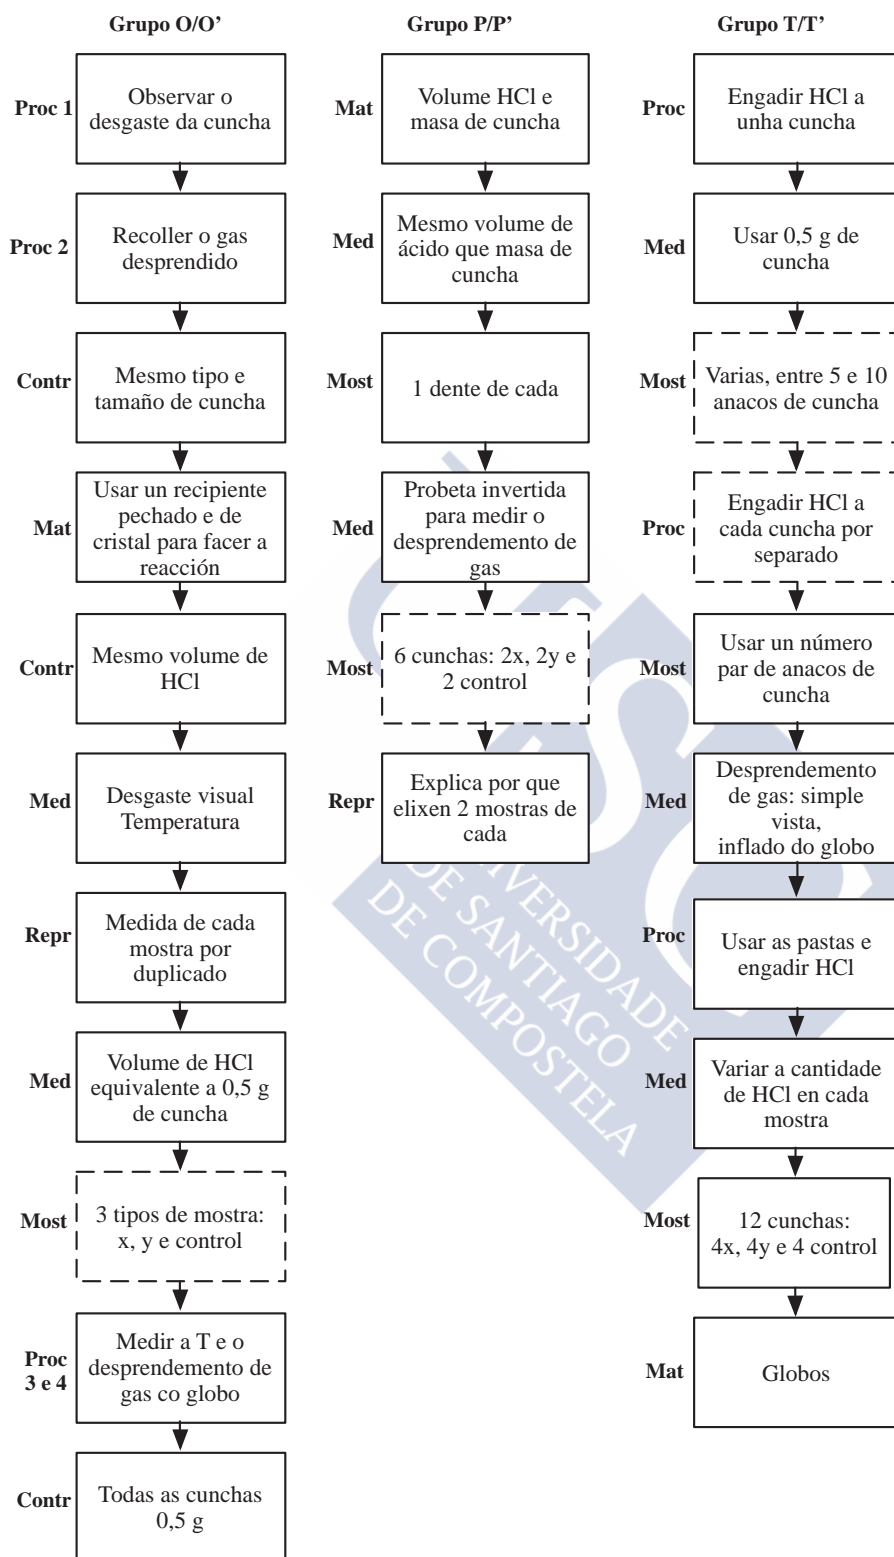 Grupo O/O’
Proc 1
Observar o
desgaste da cuncha
Proc 2
Recoller o gas
desprendido
Contr
Mesmo tipo e
tamaño de cuncha
Mat
Usar un recipiente
pechado e de
cristal para facer a
reacción
Contr
Mesmo volume de
HCl
Med
Desgaste visual
Temperatura
Repr
Medida de cada
mostra por
duplicado
Med
Volume de HCl
equivalente a 0,5 g
de cuncha
Most
3 tipos de mostra:
x, y e control
Proc
3 e 4
Medir a T e o
desprendemento de
gas co globo
Contr
Todas as cunchas
0,5 g
Grupo P/P’
Mat
Volume HCl e
masa de cuncha
Med
Mesmo volume de
ácido que masa de
cuncha
Most
1 dente de cada
Med
Probeta invertida
para medir o
desprendemento de
gas
Most
6 cunchas: 2x, 2y e
2 control
Repr
Explica por que
elixen 2 mostras de
cada
Grupo T/T’
Proc
Engadir HCl a
unha cuncha
Med
Usar 0,5 g de
cuncha
Most
Varias, entre 5 e 10
anacos de cuncha
Proc
Engadir HCl a
cada cuncha por
separado
Most
Usar un número
par de anacos de
cuncha
Med
Desprendemento
de gas: simple
vista,
inflado do globo
Proc
Usar as pastas e
engadir HCl
Med
Variar a cantidade
de HCl en cada
mostra
Most
12 cunchas:
4x, 4y e 4 control
Mat
Globos
USC
UNIVERSIDADE
DE SANTIAGO
DE COMPOSTELA